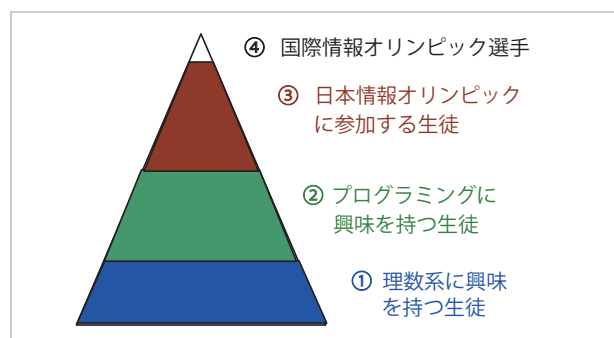 ④ 国際情報オリンピック選手
③ 日本情報オリンピック
に参加する生徒
② プログラミングに
興味を持つ生徒
① 理数系に興味
を持つ生徒